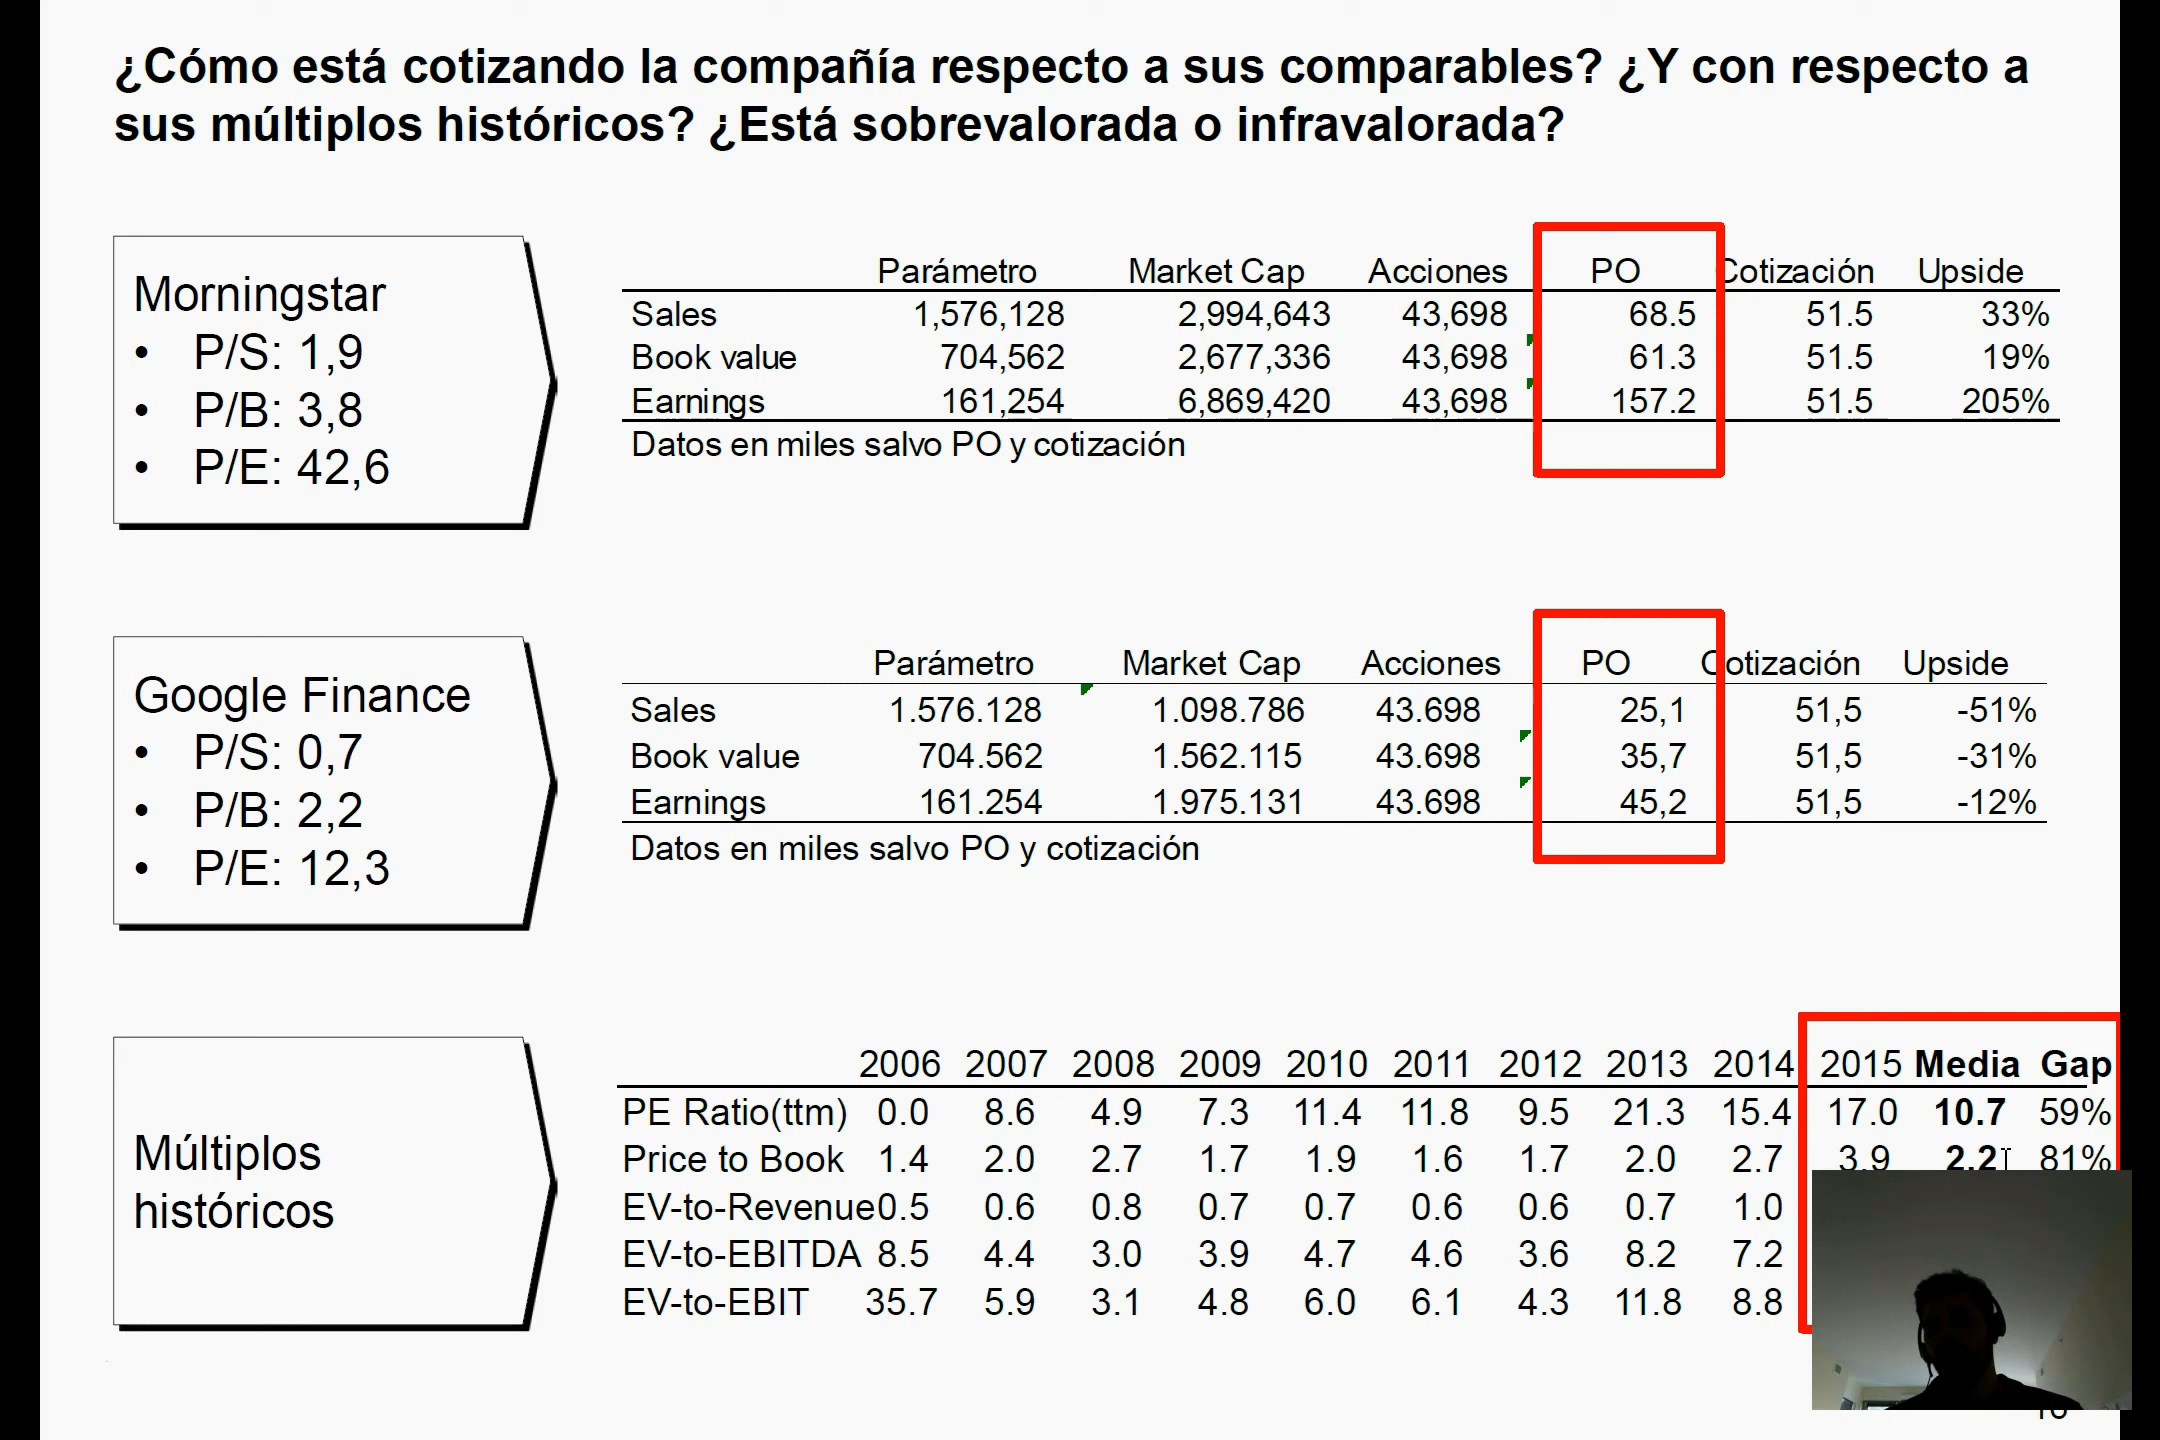 ¿Cómo está cotizando la compañía respecto a sus comparables? ¿Y con respecto a
sus múltiplos históricos? ¿Está sobrevalorada o infravalorada?
Morningstar
• P/S: 1,9
• P/B: 3,8
• P/E: 42,6
Parámetro Market Cap Acciones PO Cotización Upside
Sales 1,576,128 2,994,643 43,698 68.5 51.5 33%
Book value 704,562 2,677,336 43,698 61.3 51.5 19%
Earnings 161,254 6,869,420 43,698 157.2 51.5 205%
Datos en miles salvo PO y cotización
Google Finance
• P/S: 0,7
• P/B: 2,2
• P/E: 12,3
Parámetro Market Cap Acciones PO Cotización Upside
Sales 1.576.128 1.098.786 43.698 25,1 51,5 -51%
Book value 704.562 1.562.115 43.698 35,7 51,5 -31%
Earnings 161.254 1.975.131 43.698 45,2 51,5 -12%
Datos en miles salvo PO y cotización
Múltiplos
históricos
2006 2007 2008 2009 2010 2011 2012 2013 2014 2015 Media Gap
PE Ratio(ttm) 0.0 8.6 4.9 7.3 11.4 11.8 9.5 21.3 15.4 17.0 10.7 59%
Price to Book 1.4 2.0 2.7 1.7 1.9 1.6 1.7 2.0 2.7 3.9 2.2 81%
EV-to-Revenue 0.5 0.6 0.8 0.7 0.7 0.6 0.6 0.7 1.0
EV-to-EBITDA 8.5 4.4 3.0 3.9 4.7 4.6 3.6 8.2 7.2
EV-to-EBIT 35.7 5.9 3.1 4.8 6.0 6.1 4.3 11.8 8.8